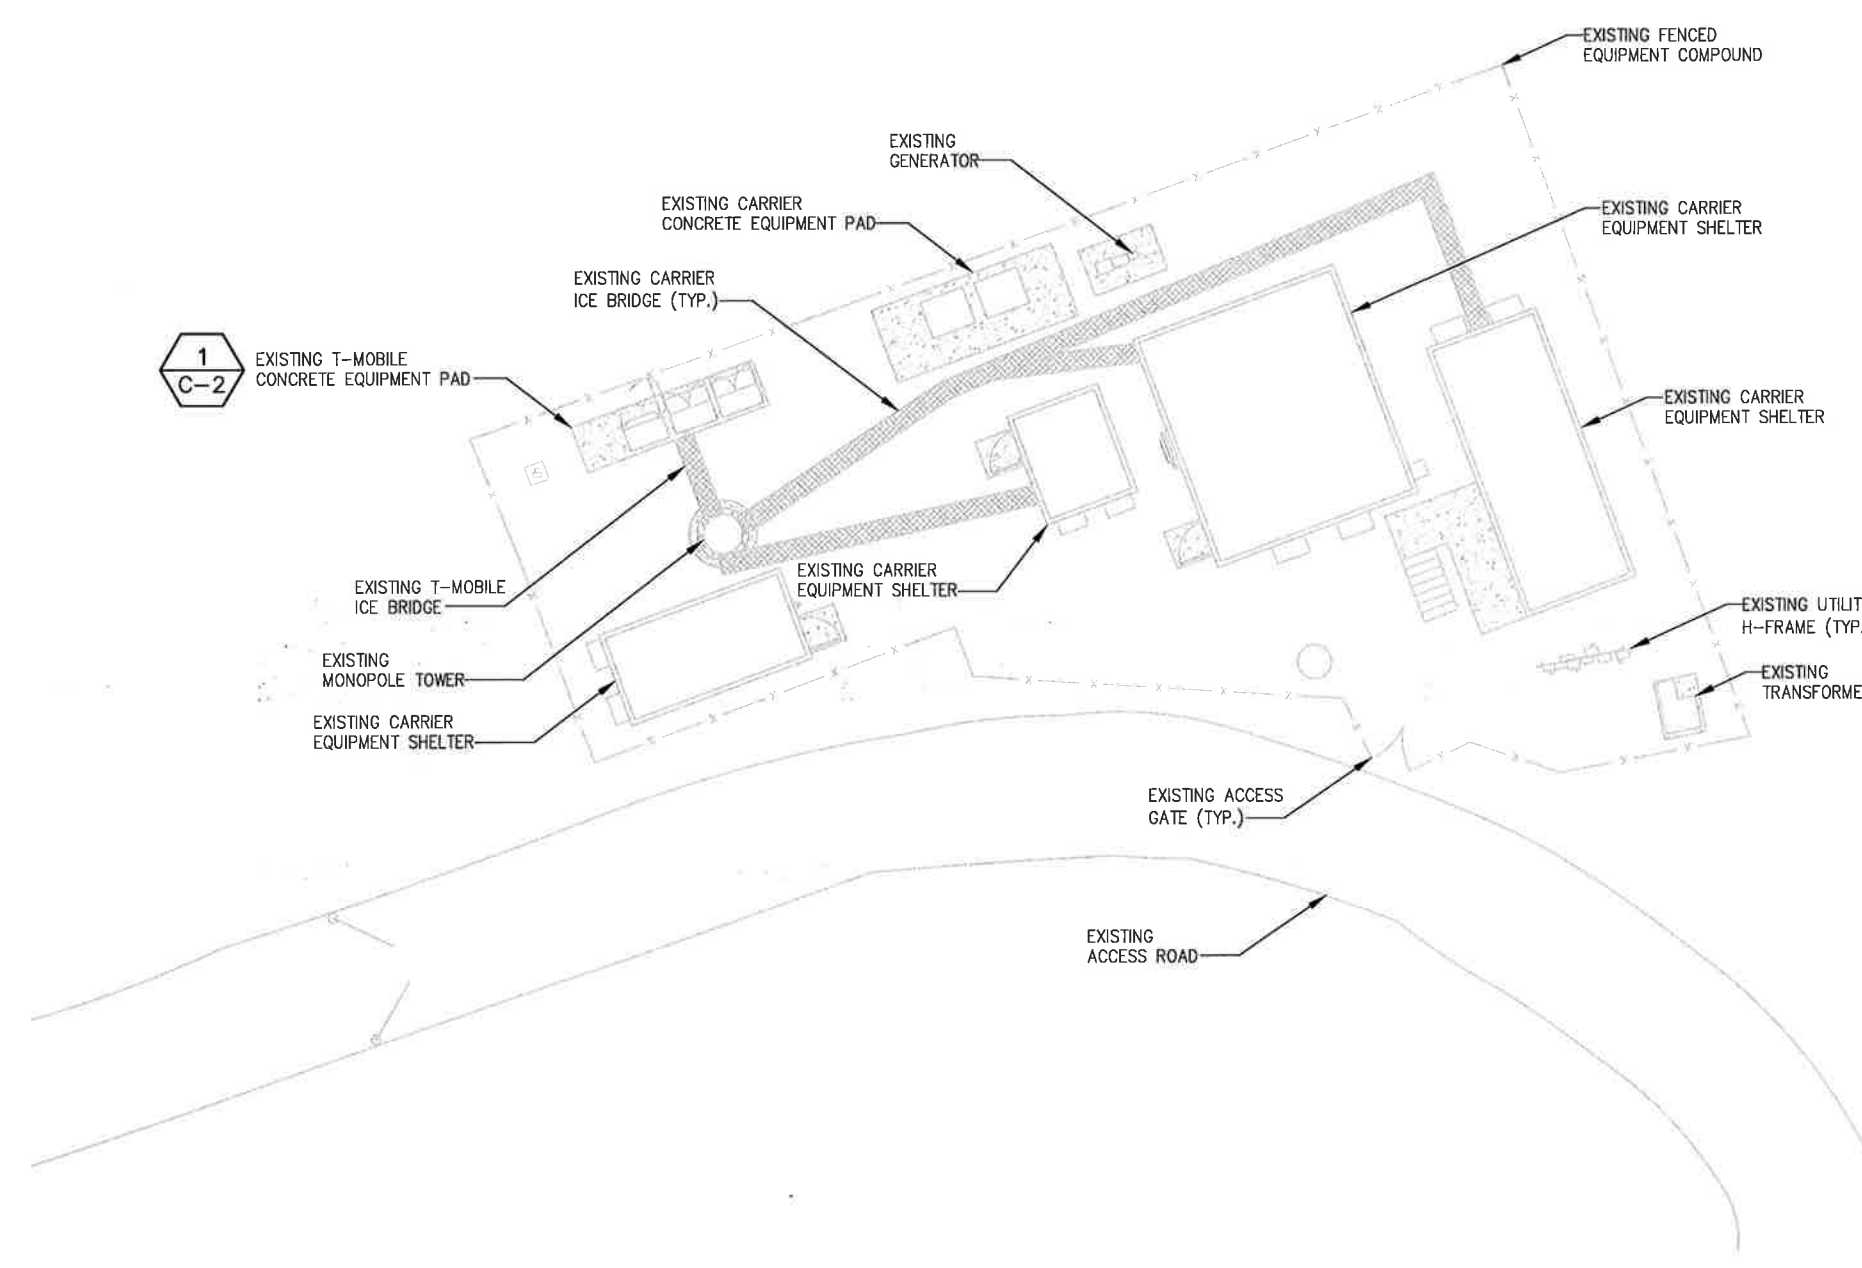 EXISTING FENCED
EQUIPMENT COMPOUND
EXISTING
GENERATOR
EXISTING CARRIER
CONCRETE EQUIPMENT PAD
EXISTING CARRIER
EQUIPMENT SHELTER
EXISTING CARRIER
ICE BRIDGE (TYP.)
1
C-2
EXISTING T-MOBILE
CONCRETE EQUIPMENT PAD
EXISTING CARRIER
EQUIPMENT SHELTER
EXISTING CARRIER
EQUIPMENT SHELTER
EXISTING T-MOBILE
ICE BRIDGE
EXISTING UTILIT
H-FRAME (TYP.
EXISTING
MONOPOLE TOWER
EXISTING
TRANSFORME
EXISTING CARRIER
EQUIPMENT SHELTER
EXISTING ACCESS
GATE (TYP.)
EXISTING
ACCESS ROAD